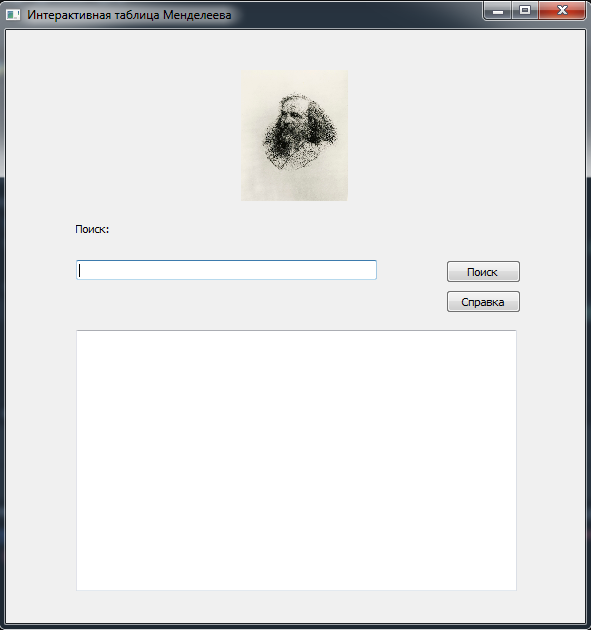 Интерактивная таблица Менделеева
Поиск:
Поиск
Справка